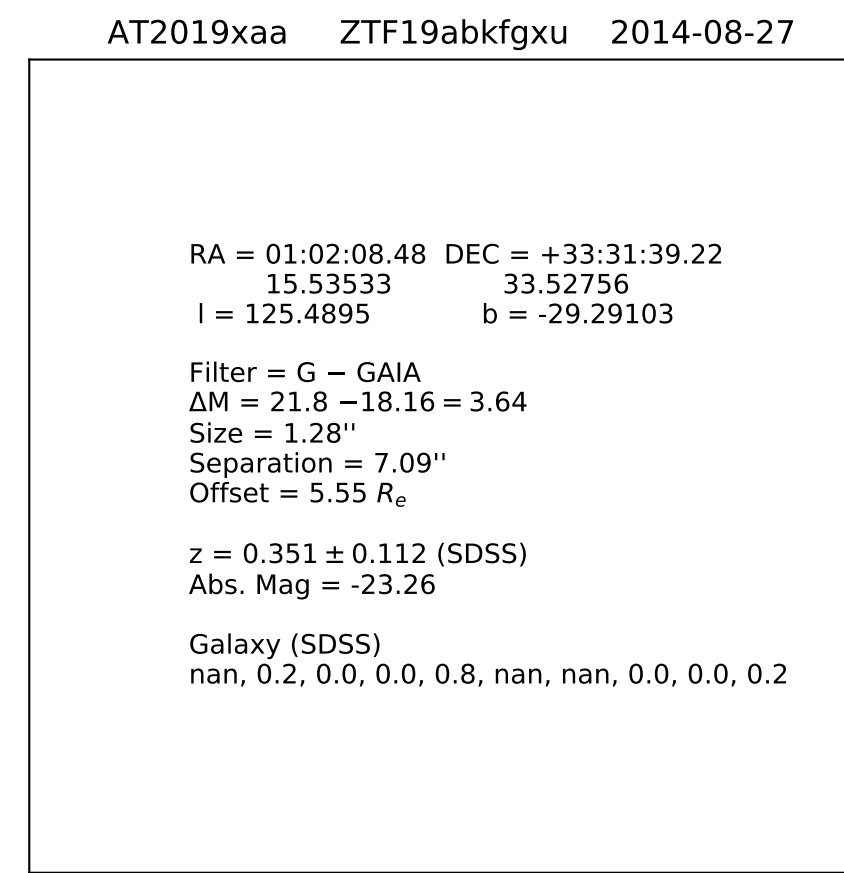 AT2019xaa ZTF19abkfgxu 2014-08-27
RA = 01:02:08.48 DEC = +33:31:39.22
15.53533 33.52756
l = 125.4895 b = -29.29103
Filter = G − GAIA
ΔM = 21.8 −18.16 = 3.64
Size = 1.28''
Separation = 7.09''
Offset = 5.55 Rₑ
z = 0.351 ± 0.112 (SDSS)
Abs. Mag = -23.26
Galaxy (SDSS)
nan, 0.2, 0.0, 0.0, 0.8, nan, nan, 0.0, 0.0, 0.2